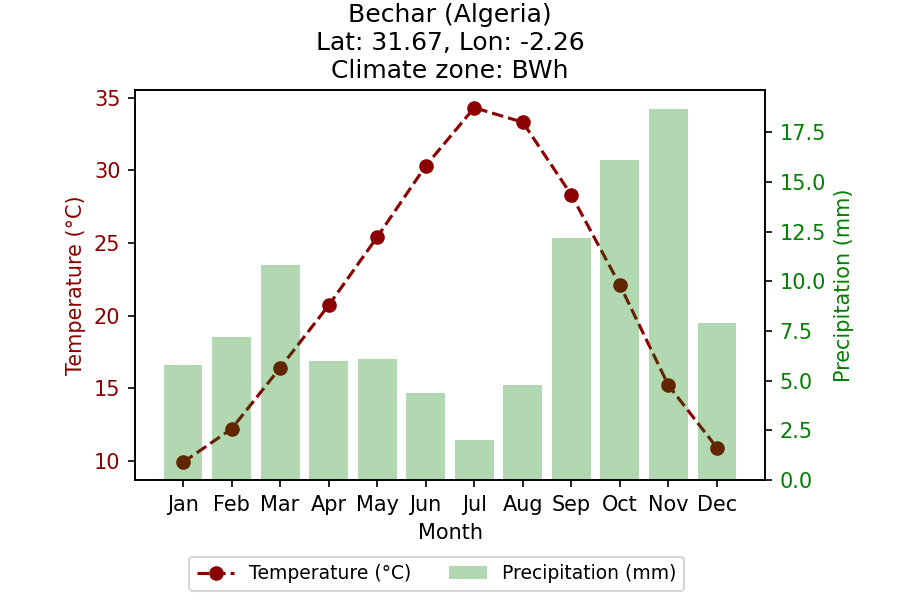 Bechar (Algeria)
Lat: 31.67, Lon: -2.26
Climate zone: BWh
35
30
25
20
15
10
Temperature (°C)
17.5
15.0
12.5
10.0
7.5
5.0
2.5
0.0
Precipitation (mm)
Jan Feb Mar Apr May Jun Jul Aug Sep Oct Nov Dec
Month
Temperature (°C) Precipitation (mm)